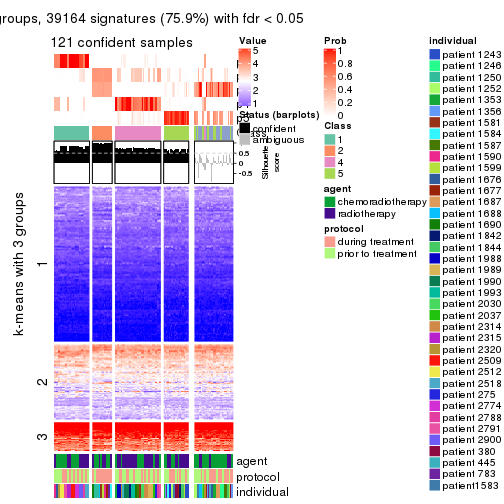 groups, 39164 signatures (75.9%) with fdr < 0.05
121 confident samples
k-means with 3 groups
1
2
3
agent
protocol
individual
Value
5
4
3
2
1
Status (barplots)
confident
ambiguous
0.5
0
-0.5
Silhouette
score
Prob
1
0.8
0.6
0.4
0.2
0
Class
1
2
4
5
agent
chemoradiotherapy
radiotherapy
protocol
during treatment
prior to treatment
individual
patient 1243
patient 1246
patient 1250
patient 1252
patient 1353
patient 1356
patient 1581
patient 1584
patient 1587
patient 1590
patient 1599
patient 1676
patient 1677
patient 1687
patient 1688
patient 1690
patient 1842
patient 1844
patient 1988
patient 1989
patient 1990
patient 1993
patient 2030
patient 2037
patient 2314
patient 2315
patient 2320
patient 2509
patient 2512
patient 2518
patient 275
patient 2774
patient 2788
patient 2791
patient 2900
patient 380
patient 445
patient 783
patient1583